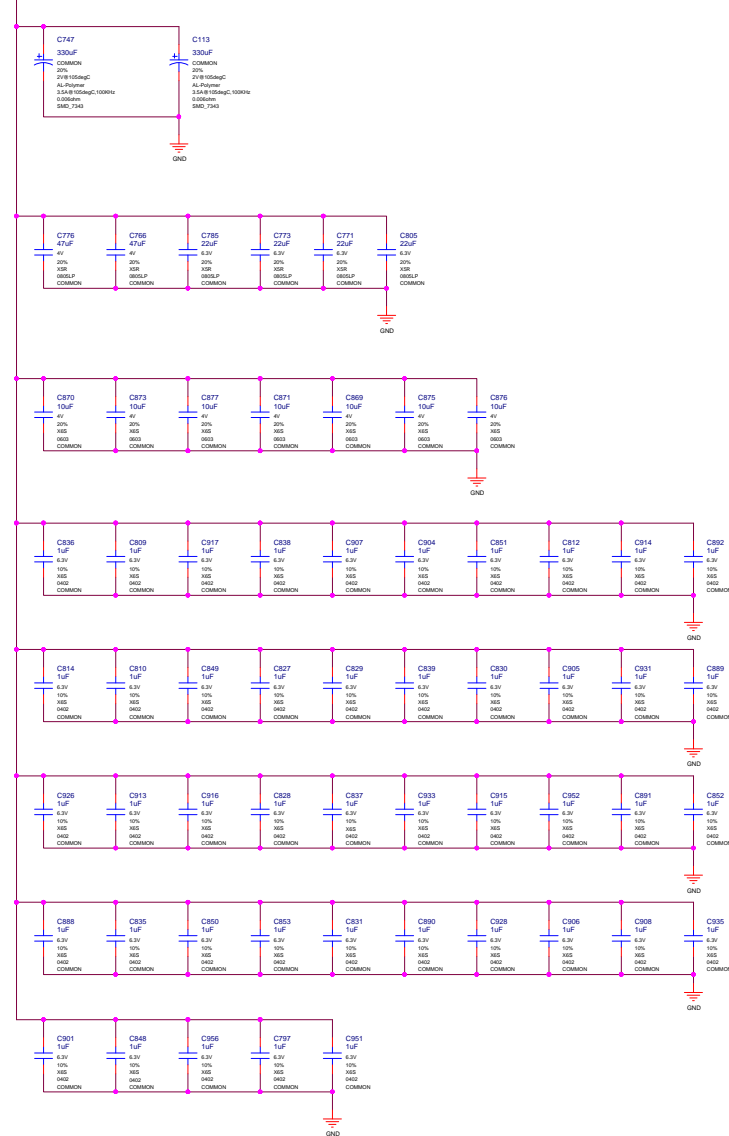 C747
330uF
COMMON
20%
2V@105degC
AL-Polymer
3.5A@105degC,100KHz
0.006ohm
SMD_7343
C113
330uF
COMMON
20%
2V@105degC
AL-Polymer
3.5A@105degC,100KHz
0.006ohm
SMD_7343
GND
C776
47uF
4V
20%
X5R
0805LP
COMMON
C766
47uF
4V
20%
X5R
0805LP
COMMON
C785
22uF
6.3V
20%
X5R
0805LP
COMMON
C773
22uF
6.3V
20%
X5R
0805LP
COMMON
C771
22uF
6.3V
20%
X5R
0805LP
COMMON
C805
22uF
6.3V
20%
X5R
0805LP
COMMON
GND
C870
10uF
4V
20%
X6S
0603
COMMON
C873
10uF
4V
20%
X6S
0603
COMMON
C877
10uF
4V
20%
X6S
0603
COMMON
C871
10uF
4V
20%
X6S
0603
COMMON
C869
10uF
4V
20%
X6S
0603
COMMON
C875
10uF
4V
20%
X6S
0603
COMMON
C876
10uF
4V
20%
X6S
0603
COMMON
GND
C836
1uF
6.3V
10%
X6S
0402
COMMON
C809
1uF
6.3V
10%
X6S
0402
COMMON
C917
1uF
6.3V
10%
X6S
0402
COMMON
C838
1uF
6.3V
10%
X6S
0402
COMMON
C907
1uF
6.3V
10%
X6S
0402
COMMON
C904
1uF
6.3V
10%
X6S
0402
COMMON
C851
1uF
6.3V
10%
X6S
0402
COMMON
C812
1uF
6.3V
10%
X6S
0402
COMMON
C914
1uF
6.3V
10%
X6S
0402
COMMON
C892
1uF
6.3V
10%
X6S
0402
COMMON
GND
C814
1uF
6.3V
10%
X6S
0402
COMMON
C810
1uF
6.3V
10%
X6S
0402
COMMON
C849
1uF
6.3V
10%
X6S
0402
COMMON
C827
1uF
6.3V
10%
X6S
0402
COMMON
C829
1uF
6.3V
10%
X6S
0402
COMMON
C839
1uF
6.3V
10%
X6S
0402
COMMON
C830
1uF
6.3V
10%
X6S
0402
COMMON
C905
1uF
6.3V
10%
X6S
0402
COMMON
C931
1uF
6.3V
10%
X6S
0402
COMMON
C889
1uF
6.3V
10%
X6S
0402
COMMON
GND
C926
1uF
6.3V
10%
X6S
0402
COMMON
C913
1uF
6.3V
10%
X6S
0402
COMMON
C916
1uF
6.3V
10%
X6S
0402
COMMON
C828
1uF
6.3V
10%
X6S
0402
COMMON
C837
1uF
6.3V
10%
X6S
0402
COMMON
C933
1uF
6.3V
10%
X6S
0402
COMMON
C915
1uF
6.3V
10%
X6S
0402
COMMON
C952
1uF
6.3V
10%
X6S
0402
COMMON
C891
1uF
6.3V
10%
X6S
0402
COMMON
C852
1uF
6.3V
10%
X6S
0402
COMMON
GND
C888
1uF
6.3V
10%
X6S
0402
COMMON
C835
1uF
6.3V
10%
X6S
0402
COMMON
C850
1uF
6.3V
10%
X6S
0402
COMMON
C853
1uF
6.3V
10%
X6S
0402
COMMON
C831
1uF
6.3V
10%
X6S
0402
COMMON
C890
1uF
6.3V
10%
X6S
0402
COMMON
C928
1uF
6.3V
10%
X6S
0402
COMMON
C906
1uF
6.3V
10%
X6S
0402
COMMON
C908
1uF
6.3V
10%
X6S
0402
COMMON
C935
1uF
6.3V
10%
X6S
0402
COMMON
GND
C901
1uF
6.3V
10%
X6S
0402
COMMON
C848
1uF
6.3V
10%
X6S
0402
COMMON
C956
1uF
6.3V
10%
X6S
0402
COMMON
C797
1uF
6.3V
10%
X6S
0402
COMMON
C951
1uF
6.3V
10%
X6S
0402
COMMON
GND